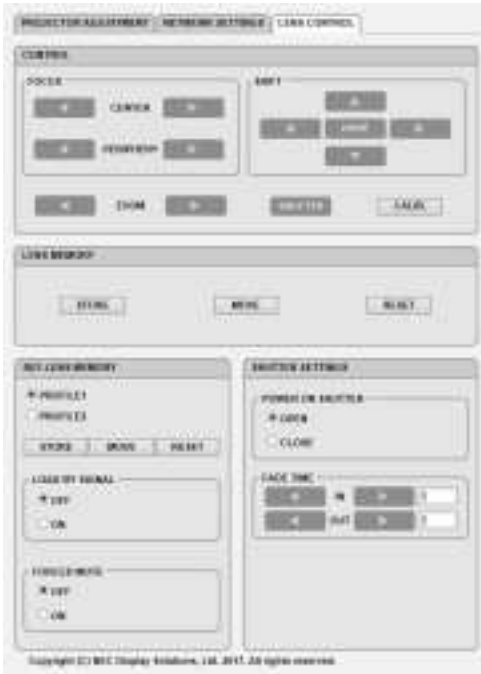 PROJECTOR ADJUSTMENT NETWORK SETTINGS LENS CONTROL
CONTROL
FOCUS
SHIFT
CENTER
PERIPHERY
HOME
ZOOM
SHUTTER
CALIB.
LENS MEMORY
STORE MOVE RESET
REF. LENS MEMORY
SHUTTER SETTINGS
PROFILE1
PROFILE2
STORE MOVE RESET
POWER ON SHUTTER
OPEN
CLOSE
LOAD BY SIGNAL
OFF
ON
FADE TIME
IN
OUT
FORCED MUTE
OFF
ON
Copyright (C) NEC Display Solutions, Ltd. 2017. All rights reserved.